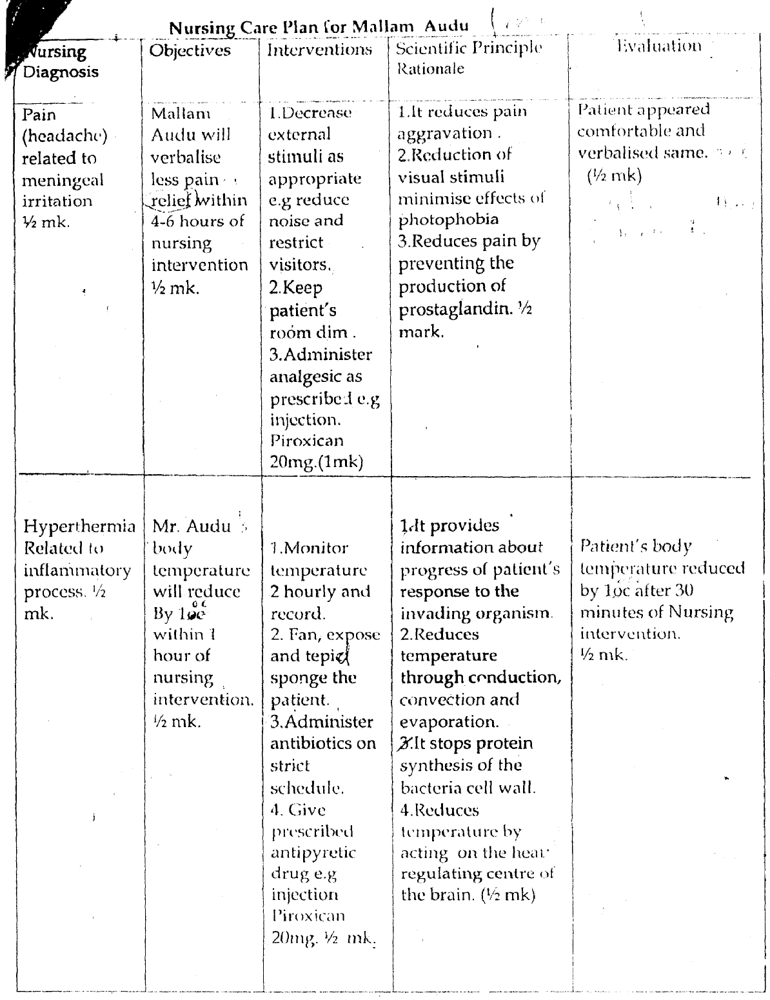 Nursing Care Plan for Mallam Audu
Nursing
Diagnosis
Objectives
Interventions
Scientific Principle
Rationale
Evaluation
Pain
(headache)
related to
meningeal
irritation
½ mk.
Mallam
Audu will
verbalise
less pain
relief within
4-6 hours of
nursing
intervention
½ mk.
1.Decrease
external
stimuli as
appropriate
e.g reduce
noise and
restrict
visitors.
2.Keep
patient's
room dim .
3.Administer
analgesic as
prescribed e.g
injection.
Piroxican
20mg.(1mk)
1.It reduces pain
aggravation .
2.Reduction of
visual stimuli
minimise effects of
photophobia
3.Reduces pain by
preventing the
production of
prostaglandin. ½
mark.
Patient appeared
comfortable and
verbalised same.
(½ mk)
Hyperthermia
Related to
inflammatory
process. ½
mk.
Mr. Audu
body
temperature
will reduce
By 1oc
within 1
hour of
nursing
intervention.
½ mk.
1.Monitor
temperature
2 hourly and
record.
2. Fan, expose
and tepid
sponge the
patient.
3.Administer
antibiotics on
strict
schedule.
4. Give
prescribed
antipyretic
drug e.g
injection
Piroxican
20mg. ½ mk.
1.It provides
information about
progress of patient's
response to the
invading organism.
2.Reduces
temperature
through conduction,
convection and
evaporation.
3.It stops protein
synthesis of the
bacteria cell wall.
4.Reduces
temperature by
acting on the heat
regulating centre of
the brain. (½ mk)
Patient's body
temperature reduced
by 1oc after 30
minutes of Nursing
intervention.
½ mk.